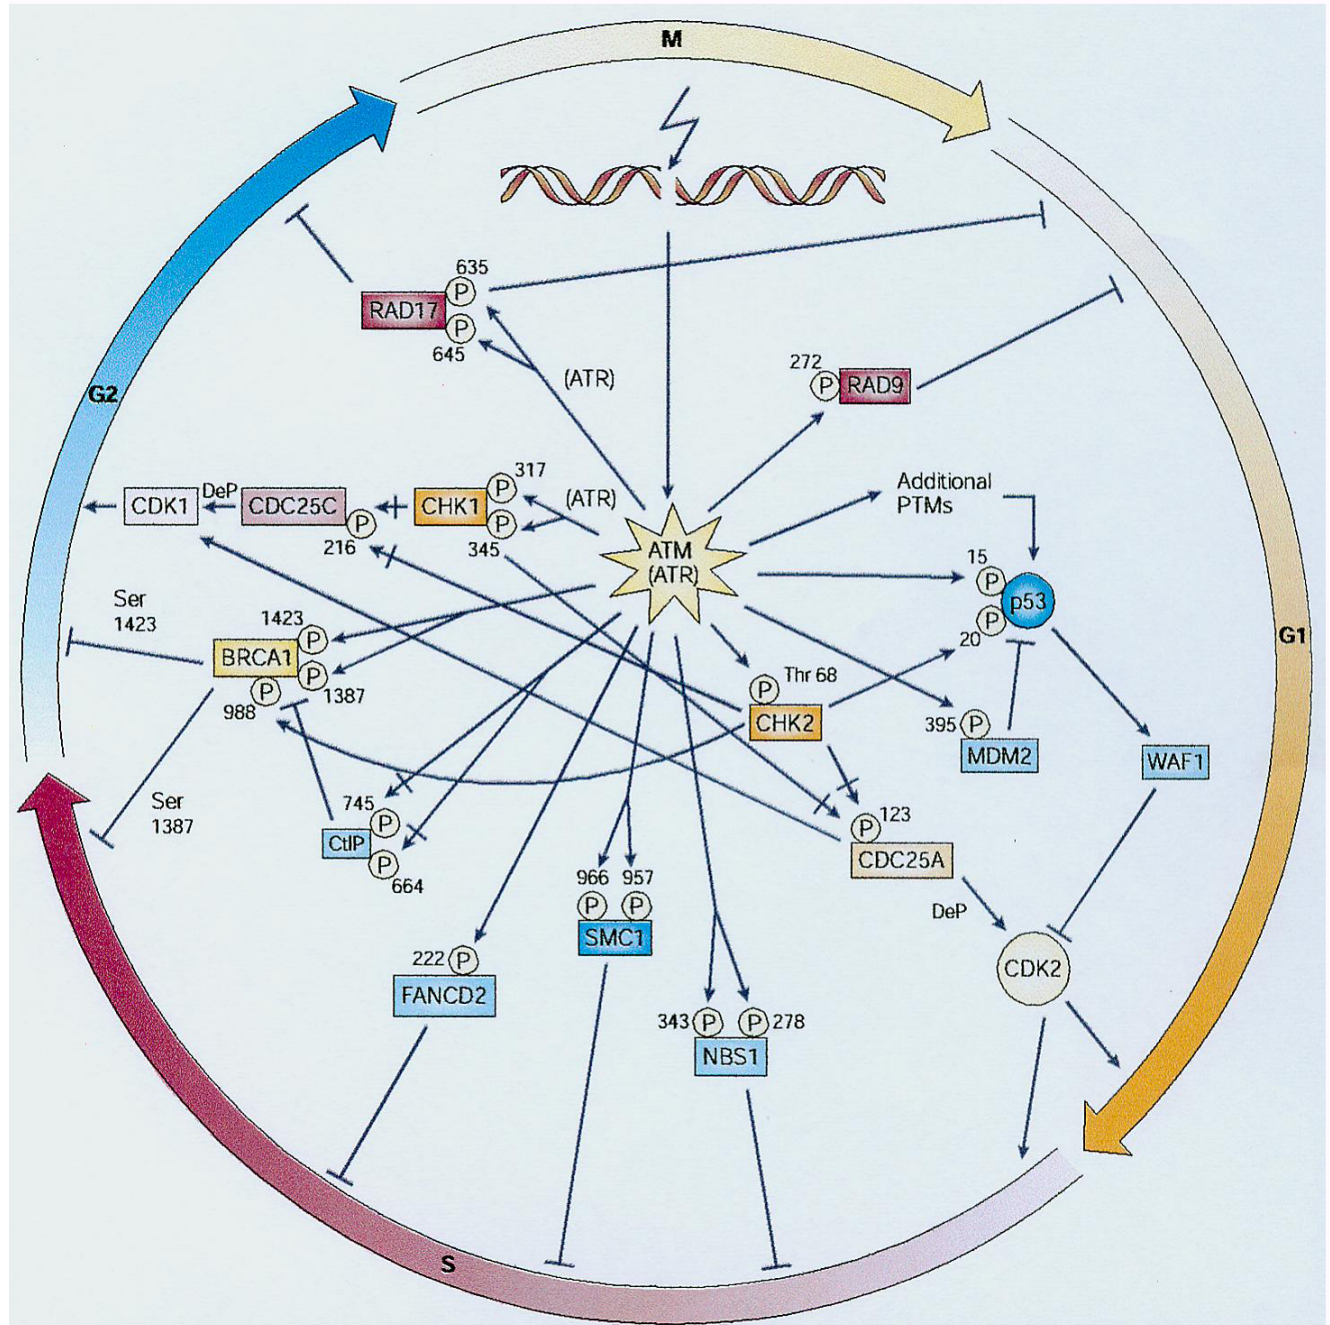 M
635
P
RAD17
P
645
(ATR)
272
P
RAD9
G2
Additional
PTMs
317
P
(ATR)
CDK1
DeP
CDC25C
CHK1
P
216
P
345
ATM
(ATR)
15
P
p53
P
20
Ser
1423
1423
P
BRCA1
P
1387
P
988
G1
Thr 68
P
CHK2
395
P
MDM2
WAF1
Ser
1387
745
P
CtIP
P
664
P
123
CDC25A
DeP
966
957
P
P
SMC1
CDK2
222
P
FANCD2
343
P
P
278
NBS1
S